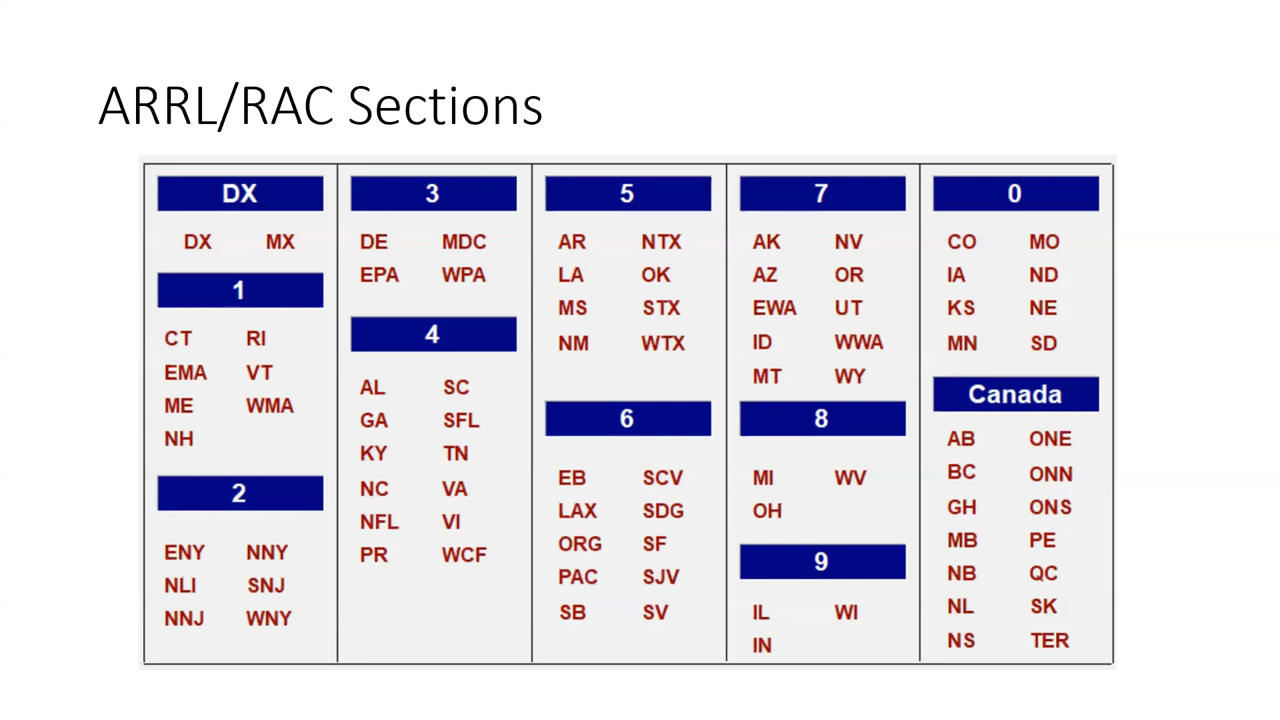 ARRL/RAC Sections
DX
DX MX
1
CT RI
EMA VT
ME WMA
NH
2
ENY NNY
NLI SNJ
NNJ WNY
3
DE MDC
EPA WPA
4
AL SC
GA SFL
KY TN
NC VA
NFL VI
PR WCF
5
AR NTX
LA OK
MS STX
NM WTX
6
EB SCV
LAX SDG
ORG SF
PAC SJV
SB SV
7
AK NV
AZ OR
EWA UT
ID WWA
MT WY
8
MI WV
OH
9
IL WI
IN
0
CO MO
IA ND
KS NE
MN SD
Canada
AB ONE
BC ONN
GH ONS
MB PE
NB QC
NL SK
NS TER